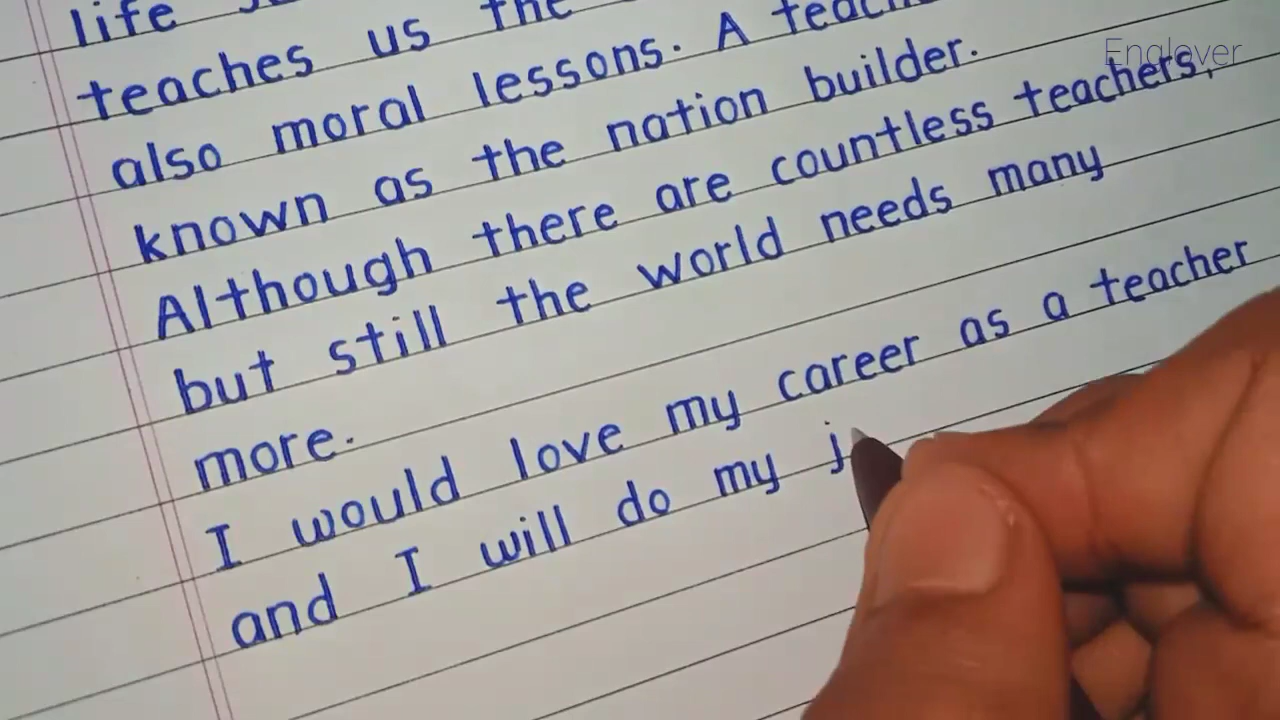 life
teaches us the
also moral lessons. A
known as the nation builder.
Although there are countless teachers,
but still the world needs many
more.
I would love my career as a teacher
and I will do my j
Englover